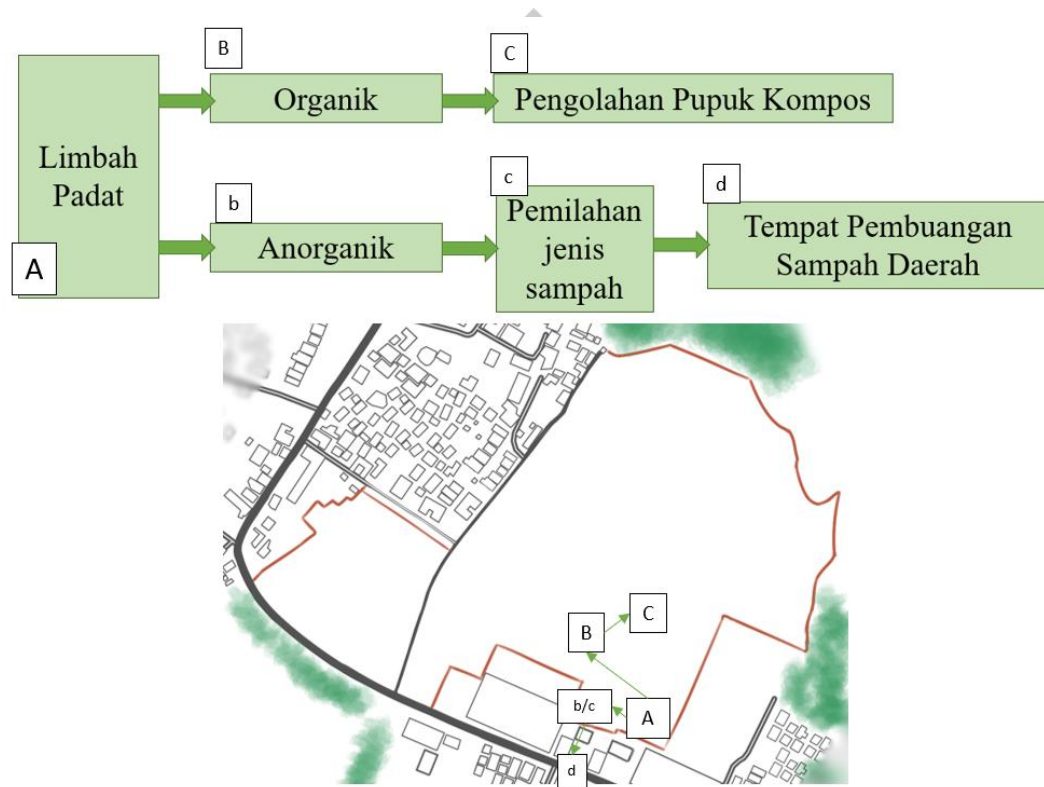 B
C
Organik
Pengolahan Pupuk Kompos
Limbah
Padat
A
b
Anorganik
c
Pemilahan
jenis
sampah
d
Tempat Pembuangan
Sampah Daerah
C
B
b/c
A
d